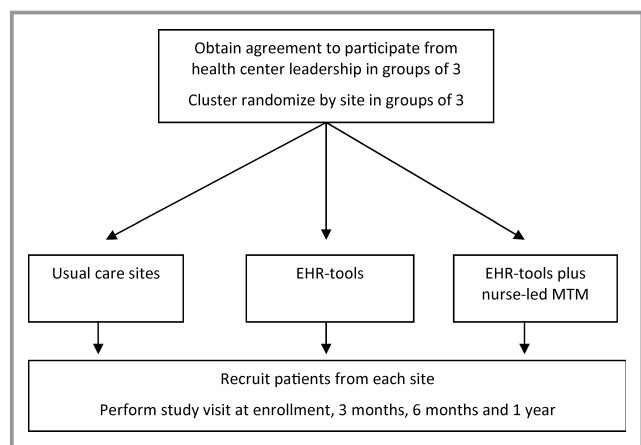 Obtain agreement to participate from
health center leadership in groups of 3
Cluster randomize by site in groups of 3
Usual care sites
EHR-tools
EHR-tools plus
nurse-led MTM
Recruit patients from each site
Perform study visit at enrollment, 3 months, 6 months and 1 year